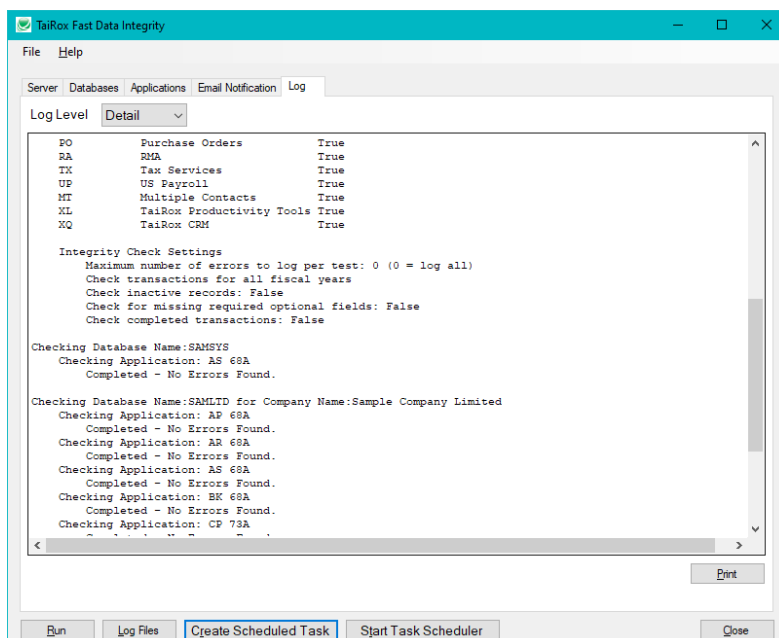 TaiRox Fast Data Integrity
File Help
Server Databases Applications Email Notification Log
Log Level Detail
PO Purchase Orders True
RA RMA True
TX Tax Services True
UP US Payroll True
MT Multiple Contacts True
XL TaiRox Productivity Tools True
XQ TaiRox CRM True
Integrity Check Settings
Maximum number of errors to log per test: 0 (0 = log all)
Check transactions for all fiscal years
Check inactive records: False
Check for missing required optional fields: False
Check completed transactions: False
Checking Database Name:SAMSYS
Checking Application: AS 68A
Completed - No Errors Found.
Checking Database Name:SAMLTD for Company Name:Sample Company Limited
Checking Application: AP 68A
Completed - No Errors Found.
Checking Application: AR 68A
Completed - No Errors Found.
Checking Application: AS 68A
Completed - No Errors Found.
Checking Application: BK 68A
Completed - No Errors Found.
Checking Application: CP 73A
Print
Run Log Files Create Scheduled Task Start Task Scheduler Close